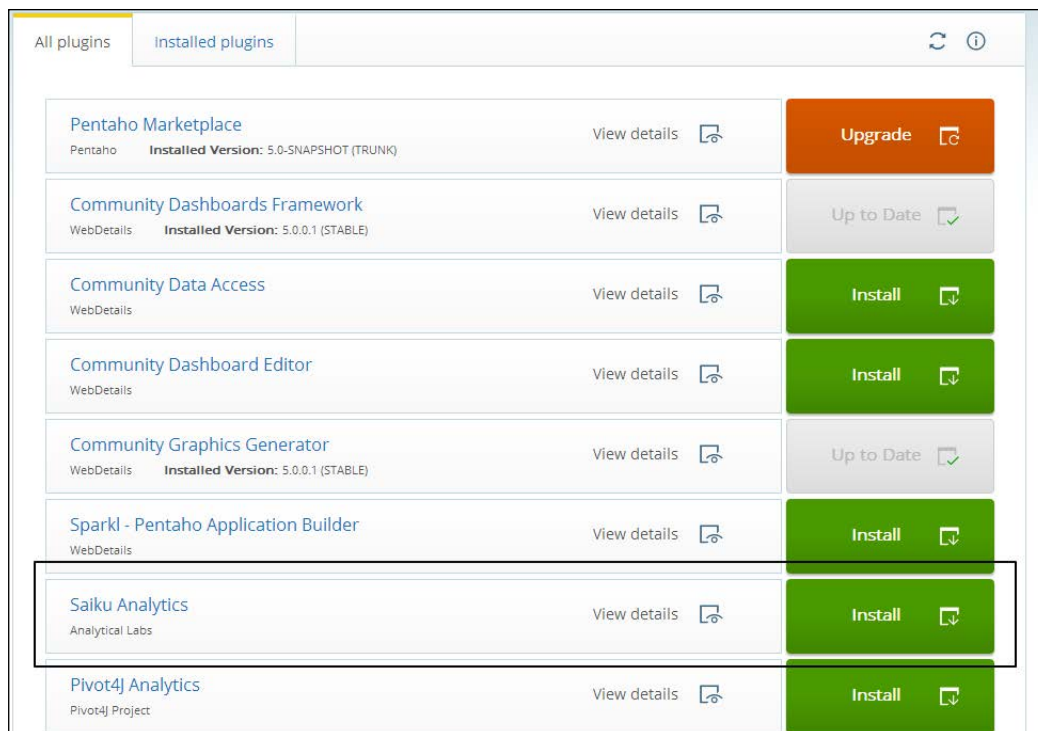 All plugins Installed plugins
Pentaho Marketplace
View details
Upgrade
Pentaho Installed Version: 5.0-SNAPSHOT (TRUNK)
Community Dashboards Framework
View details
Up to Date
WebDetails Installed Version: 5.0.0.1 (STABLE)
Community Data Access
View details
Install
WebDetails
Community Dashboard Editor
View details
Install
WebDetails
Community Graphics Generator
View details
Up to Date
WebDetails Installed Version: 5.0.0.1 (STABLE)
Sparkl - Pentaho Application Builder
View details
Install
WebDetails
Saiku Analytics
View details
Install
Analytical Labs
Pivot4J Analytics
View details
Install
Pivot4J Project